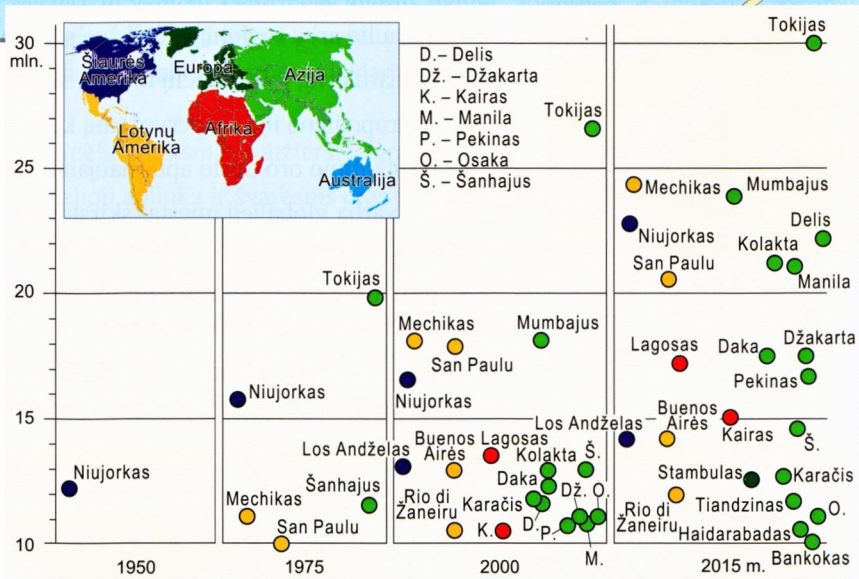 30
mln.
25
20
15
10
Šiaurės
Amerika
Europa
Azija
Lotynų
Amerika
Afrika
Australija
D. – Delis
Dž. – Džakarta
K. – Kairas
M. – Manila
P. – Pekinas
O. – Osaka
Š. – Šanhajus
Niujorkas
1950
Tokijas
Niujorkas
Mechikas
Šanhajus
San Paulu
1975
Tokijas
Mechikas
San Paulu
Mumbajus
Niujorkas
Los Andželas
Buenos
Airės
Lagosas
Kolakta
Š.
Daka
Karačis
D.
Dž.
O.
Rio di
Žaneiru
K.
P.
M.
2000
Tokijas
Mechikas
Mumbajus
Niujorkas
Delis
San Paulu
Kolakta
Manila
Lagosas
Daka
Džakarta
Pekinas
Los Andželas
Buenos
Airės
Kairas
Š.
Stambulas
Karačis
Rio di
Žaneiru
Tiandzinas
O.
Haidarabadas
Bankokas
2015 m.